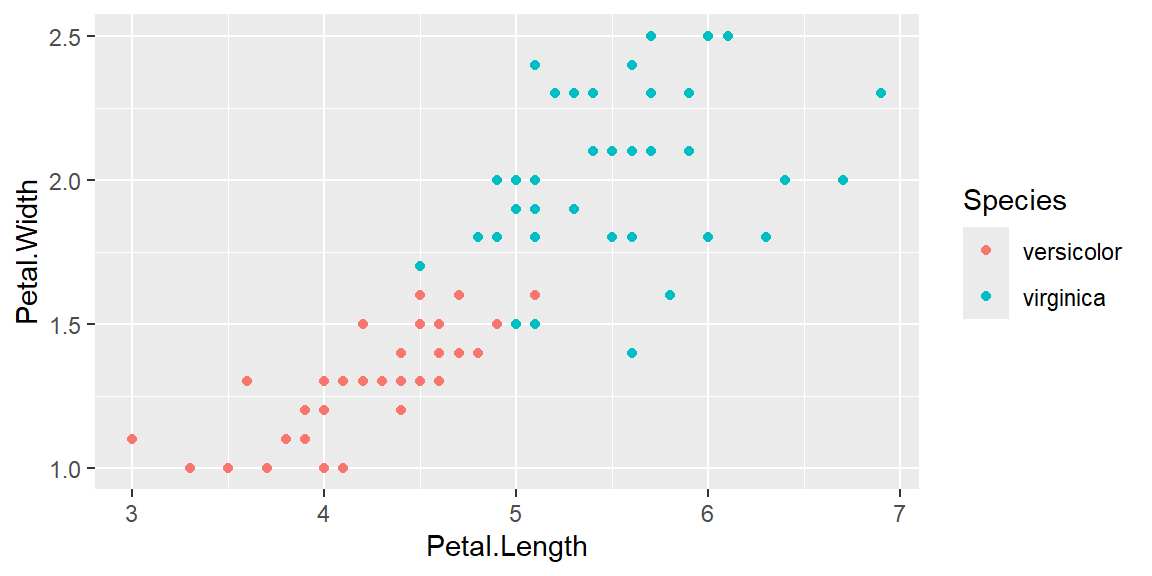 2.5
2.0
1.5
1.0
Petal.Width
3 4 5 6 7
Petal.Length
Species
versicolor
virginica